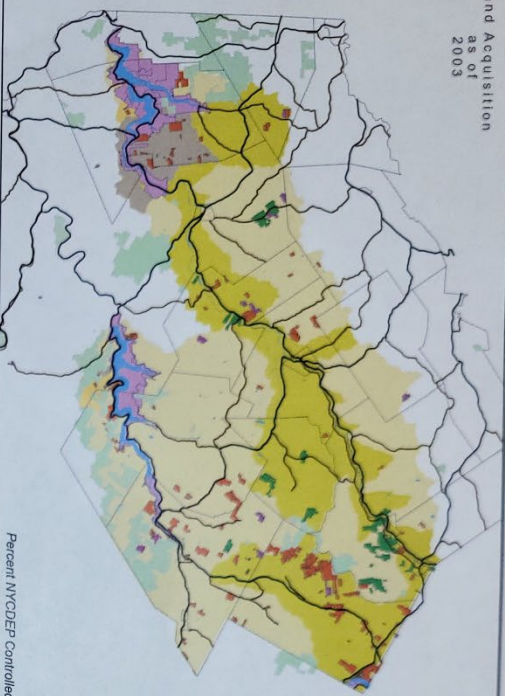 nd Acquisition
as of
2003
Percent NYCDEP Controlled